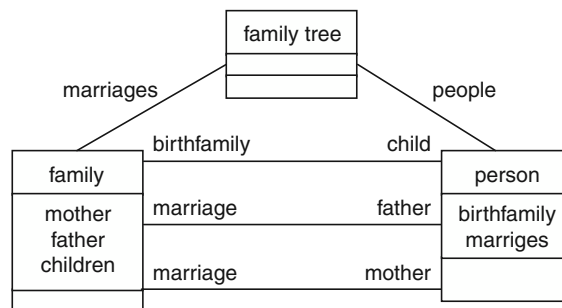 family tree
marriages
people
birthfamily
child
family
person
mother
father
children
marriage
father
birthfamily
marriges
marriage
mother